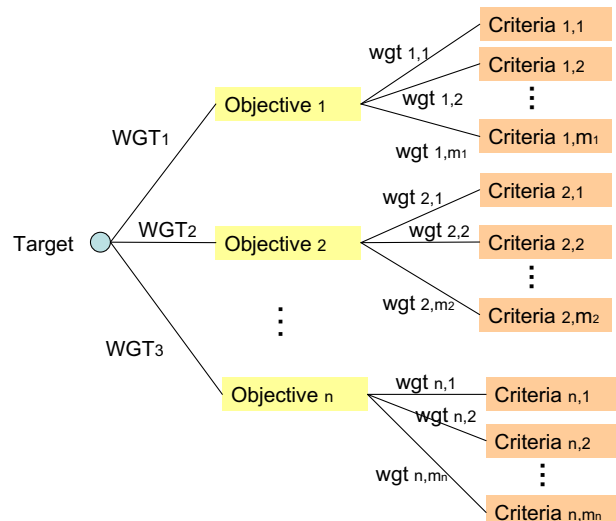 Criteria 1,1
wgt 1,1
Criteria 1,2
Objective 1
wgt 1,2
⋮
WGT1
Criteria 1,m1
wgt 1,m1
Criteria 2,1
wgt 2,1
Target
WGT2
Objective 2
wgt 2,2
Criteria 2,2
⋮
wgt 2,m2
Criteria 2,m2
⋮
WGT3
Objective n
wgt n,1
Criteria n,1
wgt n,2
Criteria n,2
wgt n,mn
⋮
Criteria n,mn